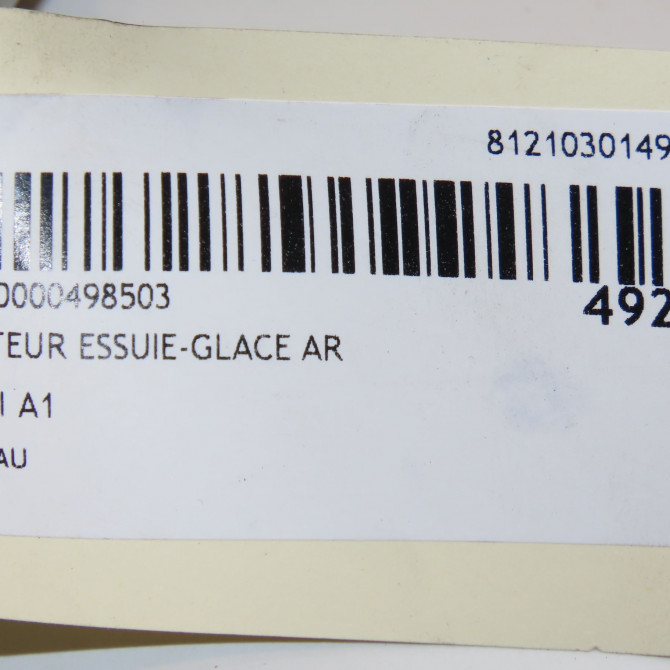 8121030149
0000498503
492
TEUR ESSUIE-GLACE AR
I A1
AU